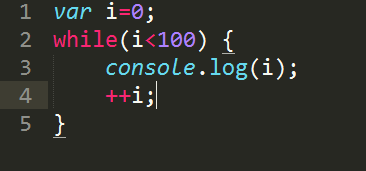 1 var i=0;
2 while(i<100) {
3     console.log(i);
4     ++i;
5 }